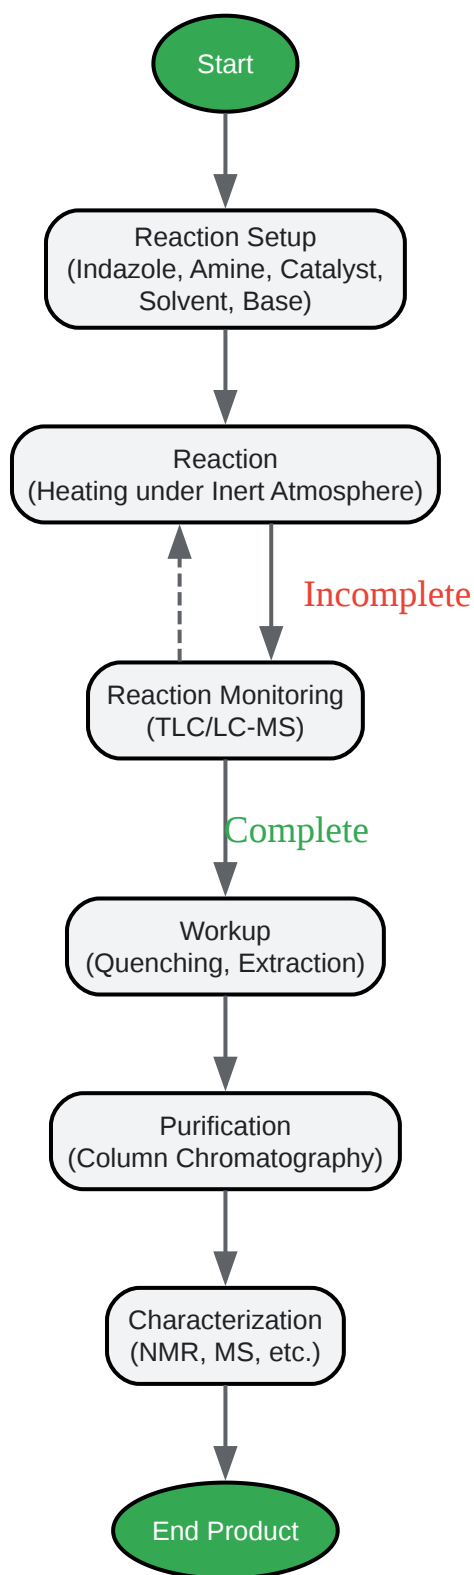 Start
Reaction Setup
(Indazole, Amine, Catalyst,
Solvent, Base)
Reaction
(Heating under Inert Atmosphere)
Incomplete
Reaction Monitoring
(TLC/LC-MS)
Complete
Workup
(Quenching, Extraction)
Purification
(Column Chromatography)
Characterization
(NMR, MS, etc.)
End Product